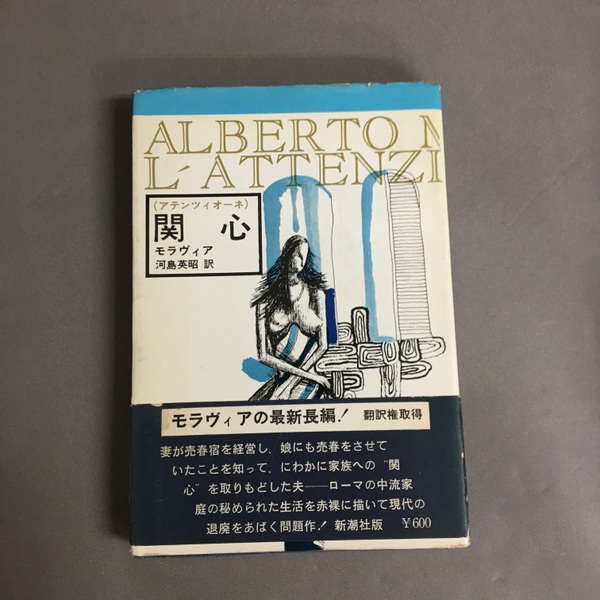 ALBERTO M
L'ATTENZI
(アテンツィオーネ)
関 心
モラヴィア
河島英昭 訳
モラヴィアの最新長編! 翻訳権取得
妻が売春宿を経営し、娘にも売春をさせて
いたことを知って、にわかに家族への〝関
心〟を取りもどした夫――ローマの中流家
庭の秘められた生活を赤裸に描いて現代の
退廃をあばく問題作! 新潮社版 ¥600